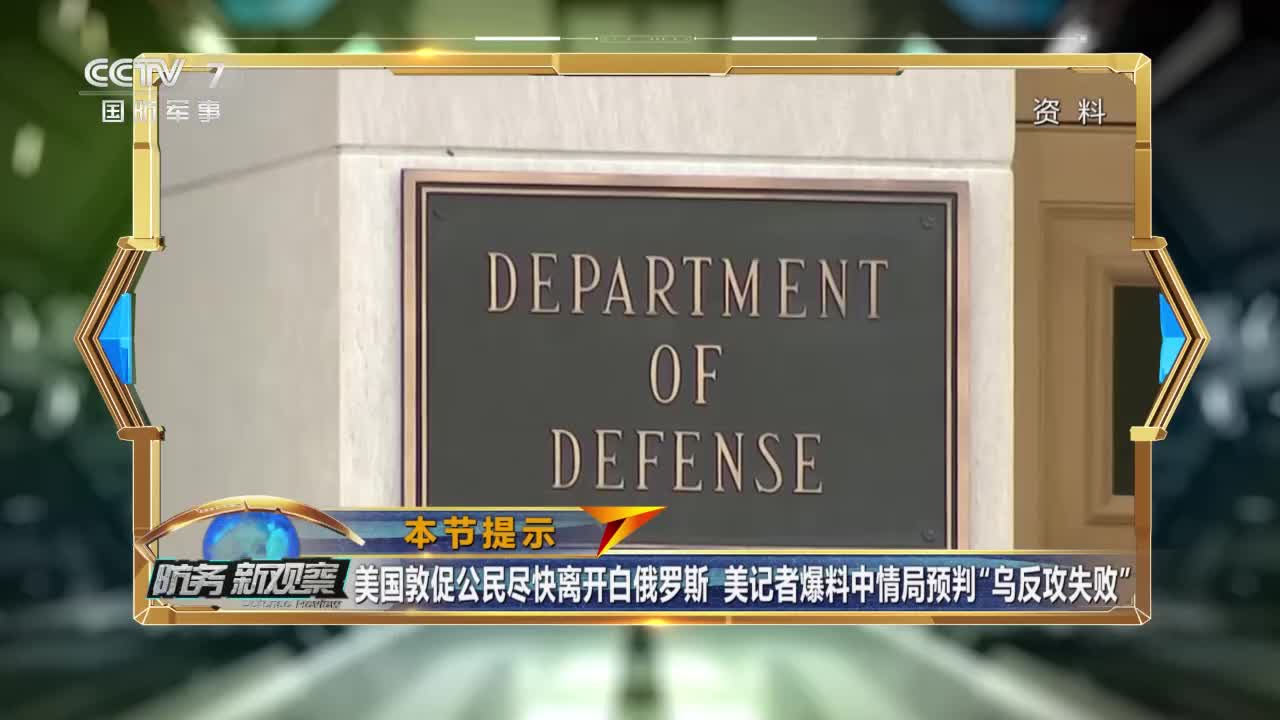 CCTV 7
国防军事
资料
DEPARTMENT
OF
DEFENSE
本节提示
防务新观察
Defense Review
美国敦促公民尽快离开白俄罗斯 美记者爆料中情局预判“乌反攻失败”